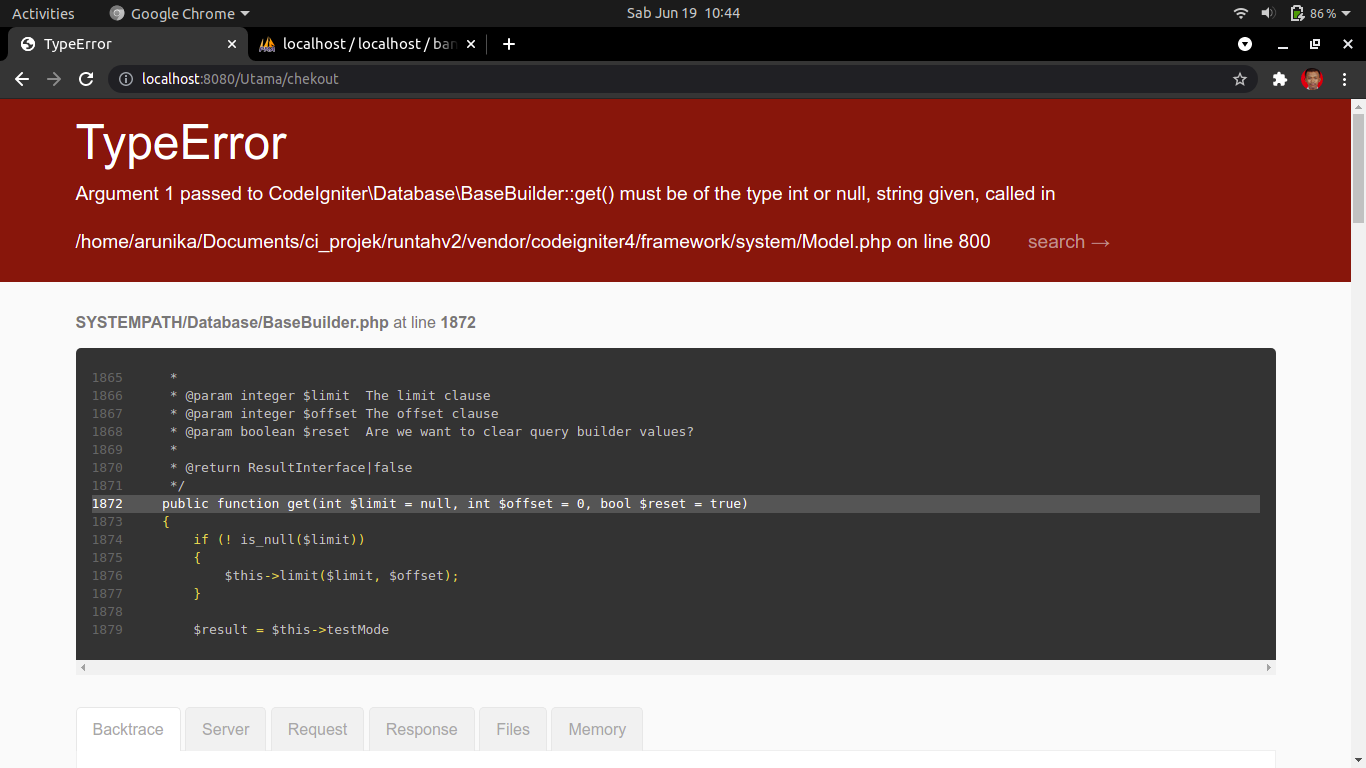 Activities
Google Chrome
Sab Jun 19 10:44
86 %
TypeError
localhost / localhost / ban
localhost:8080/Utama/chekout
TypeError
Argument 1 passed to CodeIgniter\Database\BaseBuilder::get() must be of the type int or null, string given, called in
/home/arunika/Documents/ci_projek/runtahv2/vendor/codeigniter4/framework/system/Model.php on line 800 search →
SYSTEMPATH/Database/BaseBuilder.php at line 1872
1865 *
1866 * @param integer $limit The limit clause
1867 * @param integer $offset The offset clause
1868 * @param boolean $reset Are we want to clear query builder values?
1869 *
1870 * @return ResultInterface|false
1871 */
1872 public function get(int $limit = null, int $offset = 0, bool $reset = true)
1873 {
1874 if (! is_null($limit))
1875 {
1876 $this->limit($limit, $offset);
1877 }
1878
1879 $result = $this->testMode
Backtrace
Server
Request
Response
Files
Memory